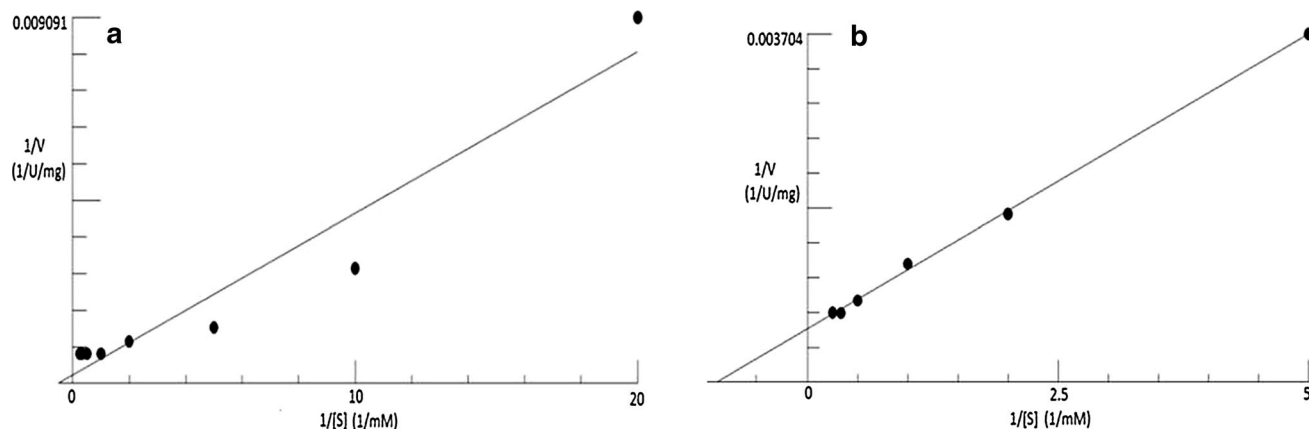 a
0.009091
1/V
(1/U/mg)
0
10
20
1/[S] (1/mM)
b
0.003704
1/V
(1/U/mg)
0
2.5
5
1/[S] (1/mM)